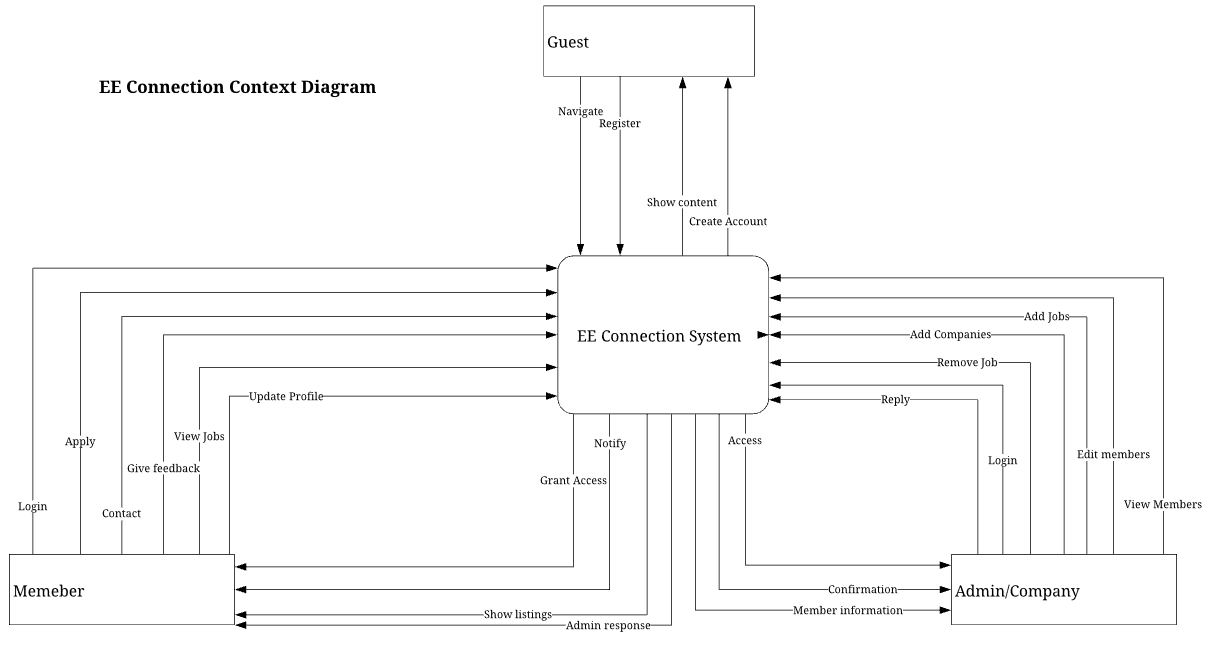 Guest
EE Connection Context Diagram
Navigate
Register
Show content
Create Account
EE Connection System
Add Jobs
Add Companies
Remove Job
Update Profile
Reply
View Jobs
Apply
Notify
Access
Edit members
Login
Give feedback
Grant Access
View Members
Login
Contact
Memeber
Admin/Company
Confirmation
Member information
Show listings
Admin response